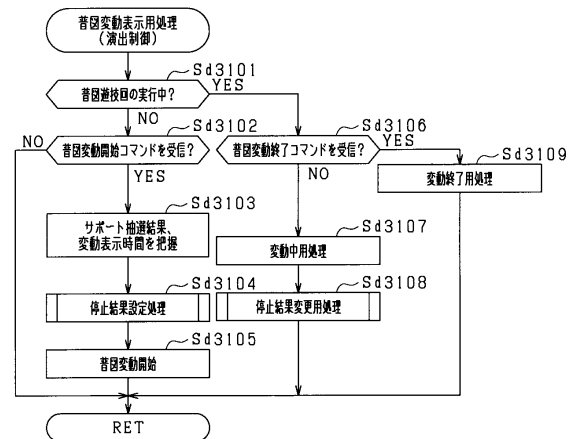 普図変動表示用処理
(演出制御)
Sd3101
普図遊技回の実行中?
YES
NO
Sd3102
普図変動開始コマンドを受信?
NO
YES
Sd3106
普図変動終了コマンドを受信?
YES
NO
Sd3109
変動終了用処理
Sd3103
サポート抽選結果、
変動表示時間を把握
Sd3107
変動中用処理
Sd3104
停止結果設定処理
Sd3108
停止結果変更用処理
Sd3105
普図変動開始
RET